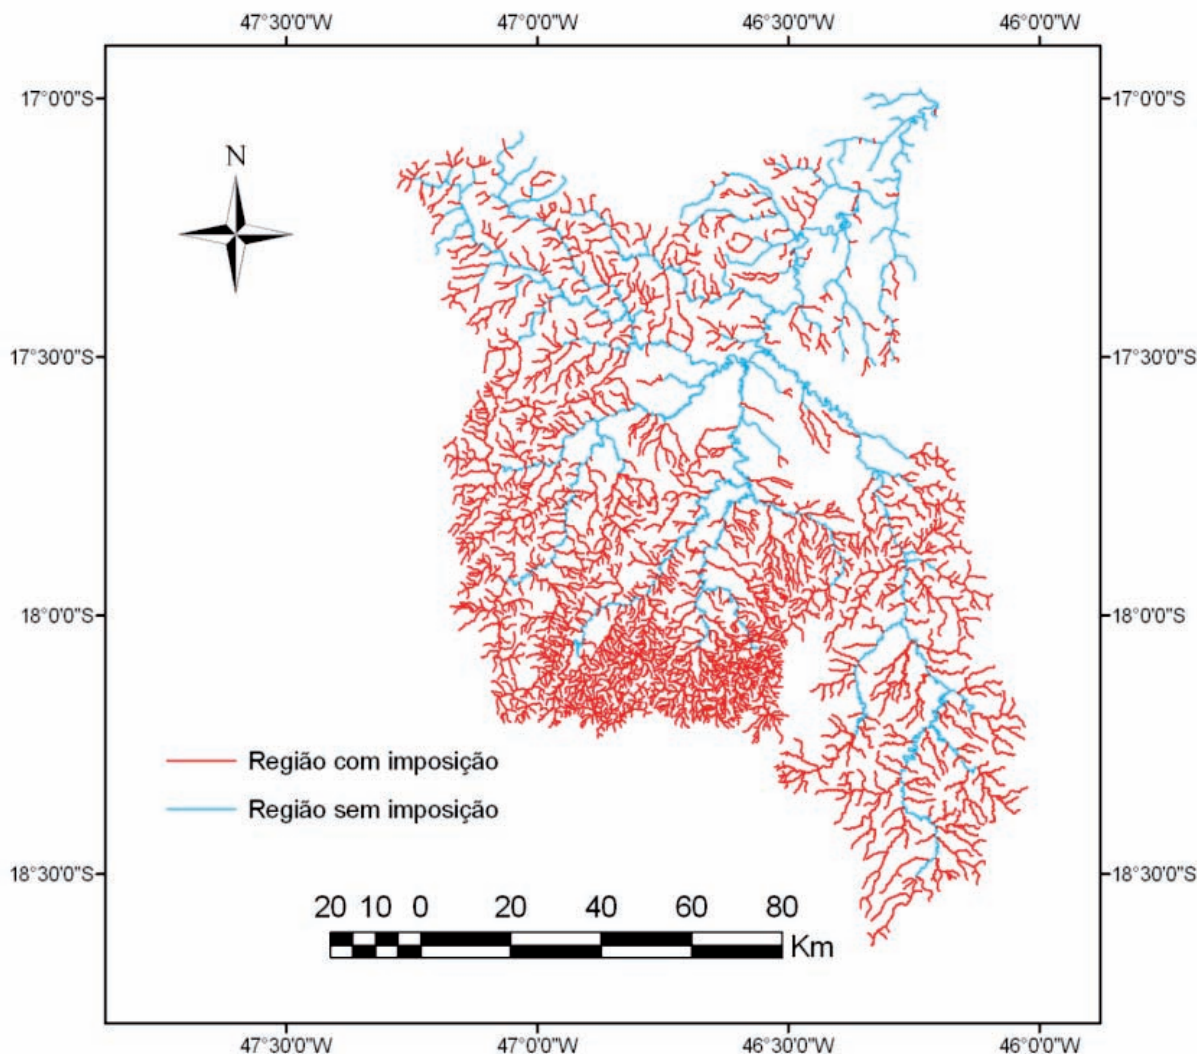 47°30'0"W 47°0'0"W 46°30'0"W 46°0'0"W
17°0'0"S 17°0'0"S
N
17°30'0"S 17°30'0"S
18°0'0"S 18°0'0"S
Região com imposição
Região sem imposição
18°30'0"S 18°30'0"S
20 10 0 20 40 60 80
Km
47°30'0"W 47°0'0"W 46°30'0"W 46°0'0"W